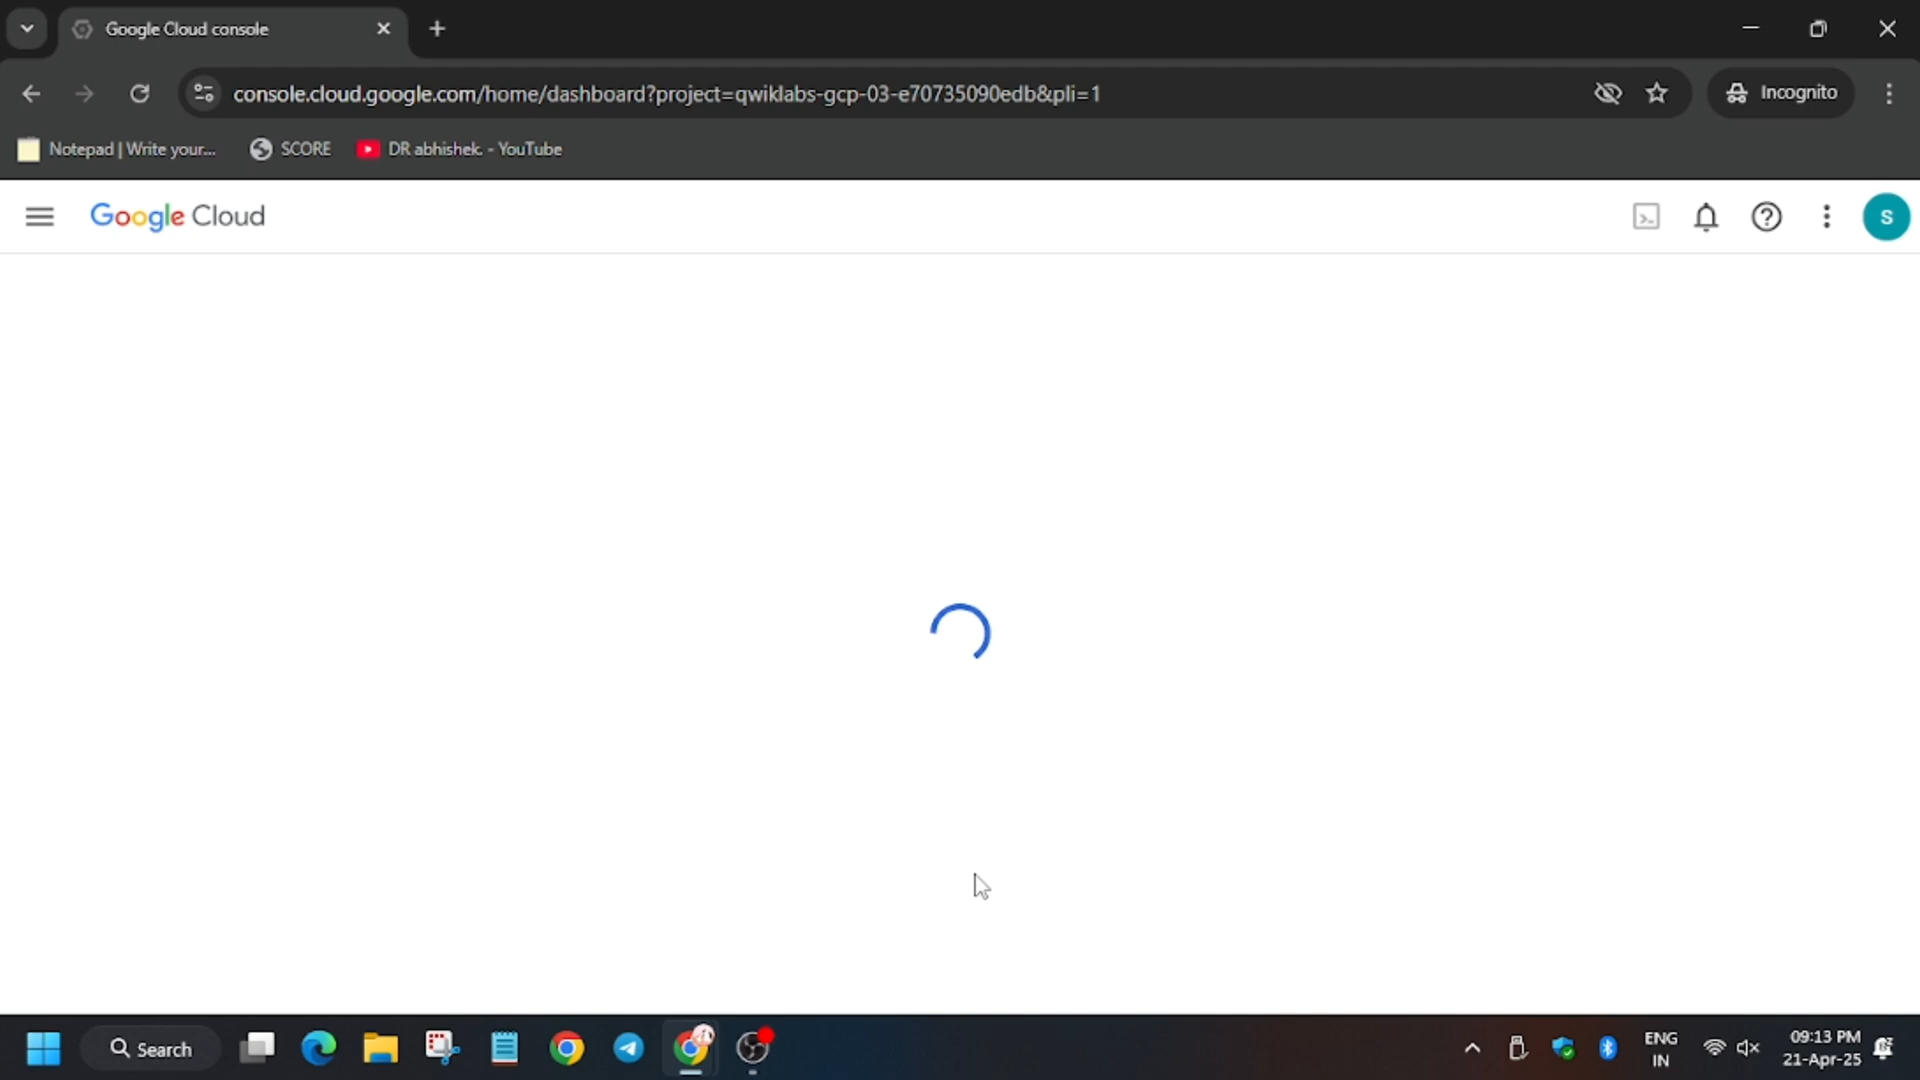 Google Cloud console
console.cloud.google.com/home/dashboard?project=qwiklabs-gcp-03-e70735090edb&pli=1
Incognito
Notepad | Write your...
SCORE
DR abhishek. - YouTube
Google Cloud
S
Search
ENG
IN
09:13 PM
21-Apr-25